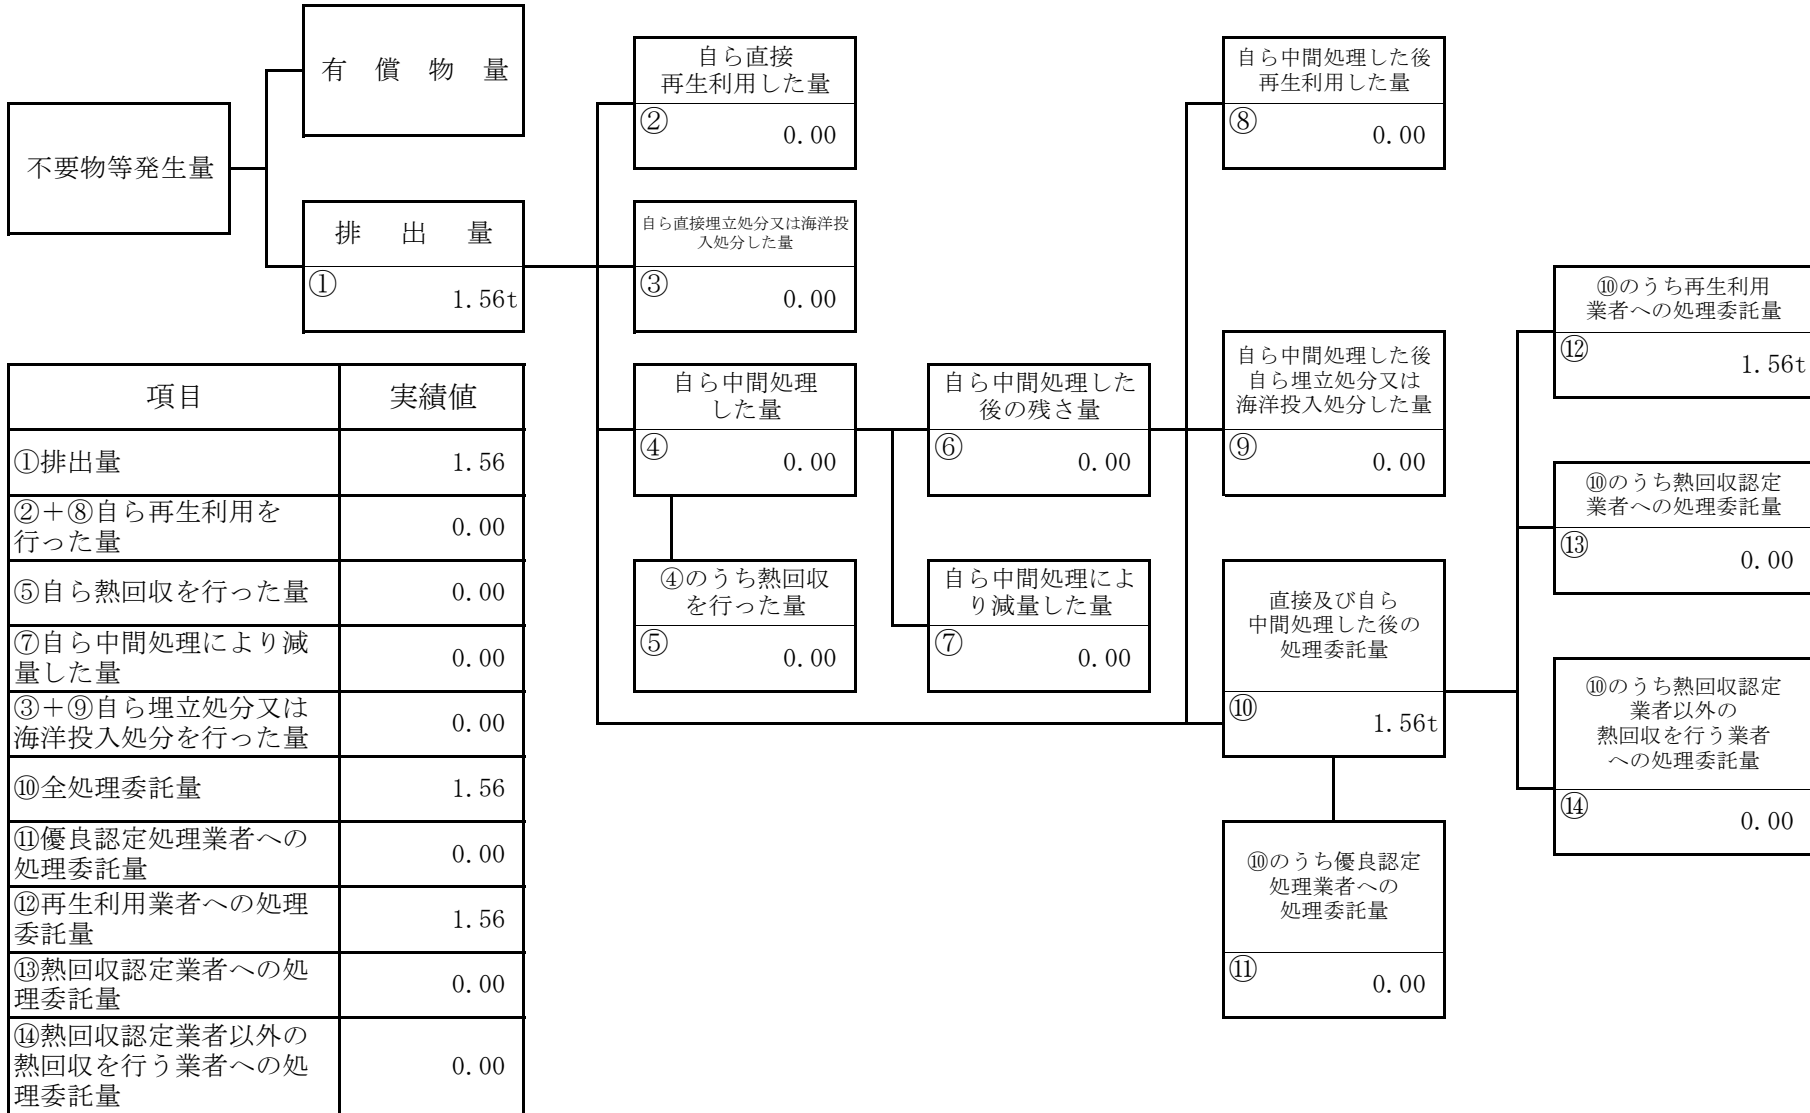 有 償 物 量
不要物等発生量
排 出 量
① 1.56t
自ら直接
再生利用した量
② 0.00
自ら直接埋立処分又は海洋投
入処分した量
③ 0.00
自ら中間処理
した量
④ 0.00
④のうち熱回収
を行った量
⑤ 0.00
自ら中間処理した
後の残さ量
⑥ 0.00
自ら中間処理によ
り減量した量
⑦ 0.00
自ら中間処理した後
再生利用した量
⑧ 0.00
自ら中間処理した後
自ら埋立処分又は
海洋投入処分した量
⑨ 0.00
直接及び自ら
中間処理した後の
処理委託量
⑩ 1.56t
⑩のうち優良認定
処理業者への
処理委託量
⑪ 0.00
⑩のうち再生利用
業者への処理委託量
⑫ 1.56t
⑩のうち熱回収認定
業者への処理委託量
⑬ 0.00
⑩のうち熱回収認定
業者以外の
熱回収を行う業者
への処理委託量
⑭ 0.00
項目 実績値
①排出量 1.56
②＋⑧自ら再生利用を
行った量 0.00
⑤自ら熱回収を行った量 0.00
⑦自ら中間処理により減
量した量 0.00
③＋⑨自ら埋立処分又は
海洋投入処分を行った量 0.00
⑩全処理委託量 1.56
⑪優良認定処理業者への
処理委託量 0.00
⑫再生利用業者への処理
委託量 1.56
⑬熱回収認定業者への処
理委託量 0.00
⑭熱回収認定業者以外の
熱回収を行う業者への処
理委託量 0.00